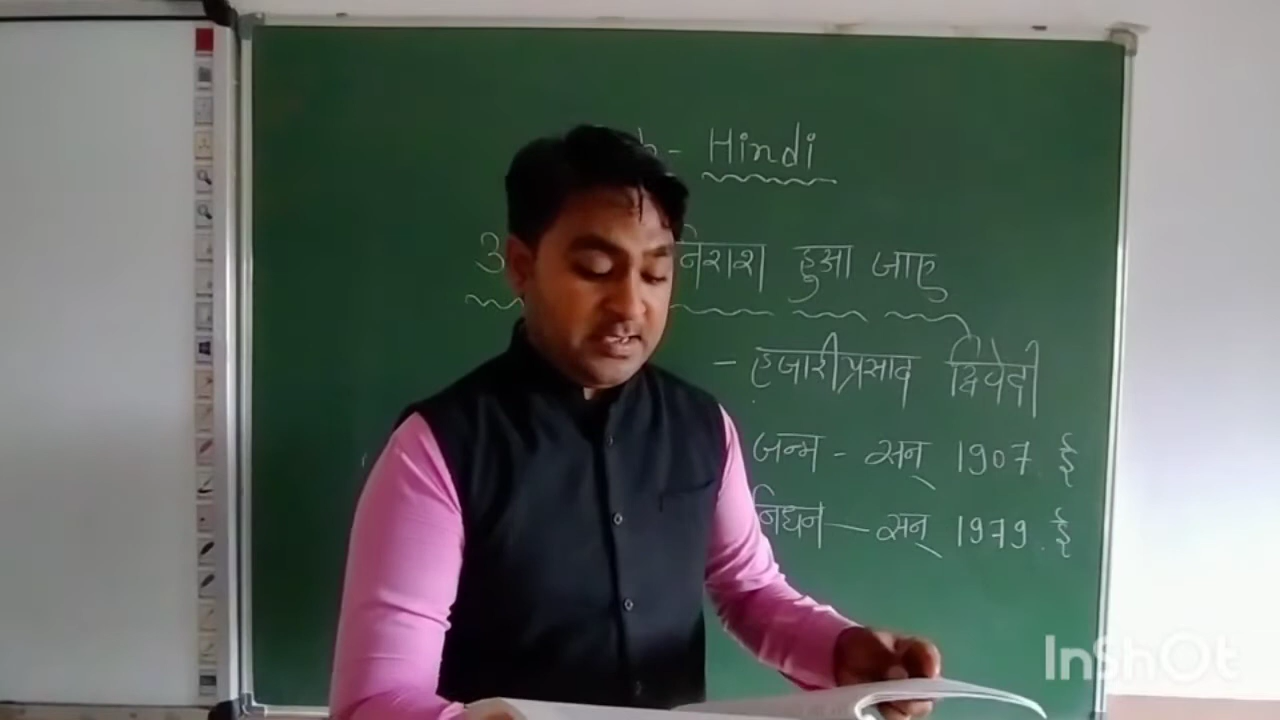 - Hindi
निराश हुआ जाए
- हजारीप्रसाद द्विवेदी
जन्म - सन् 1907 ई
निधन - सन् 1979 ई
InShOt